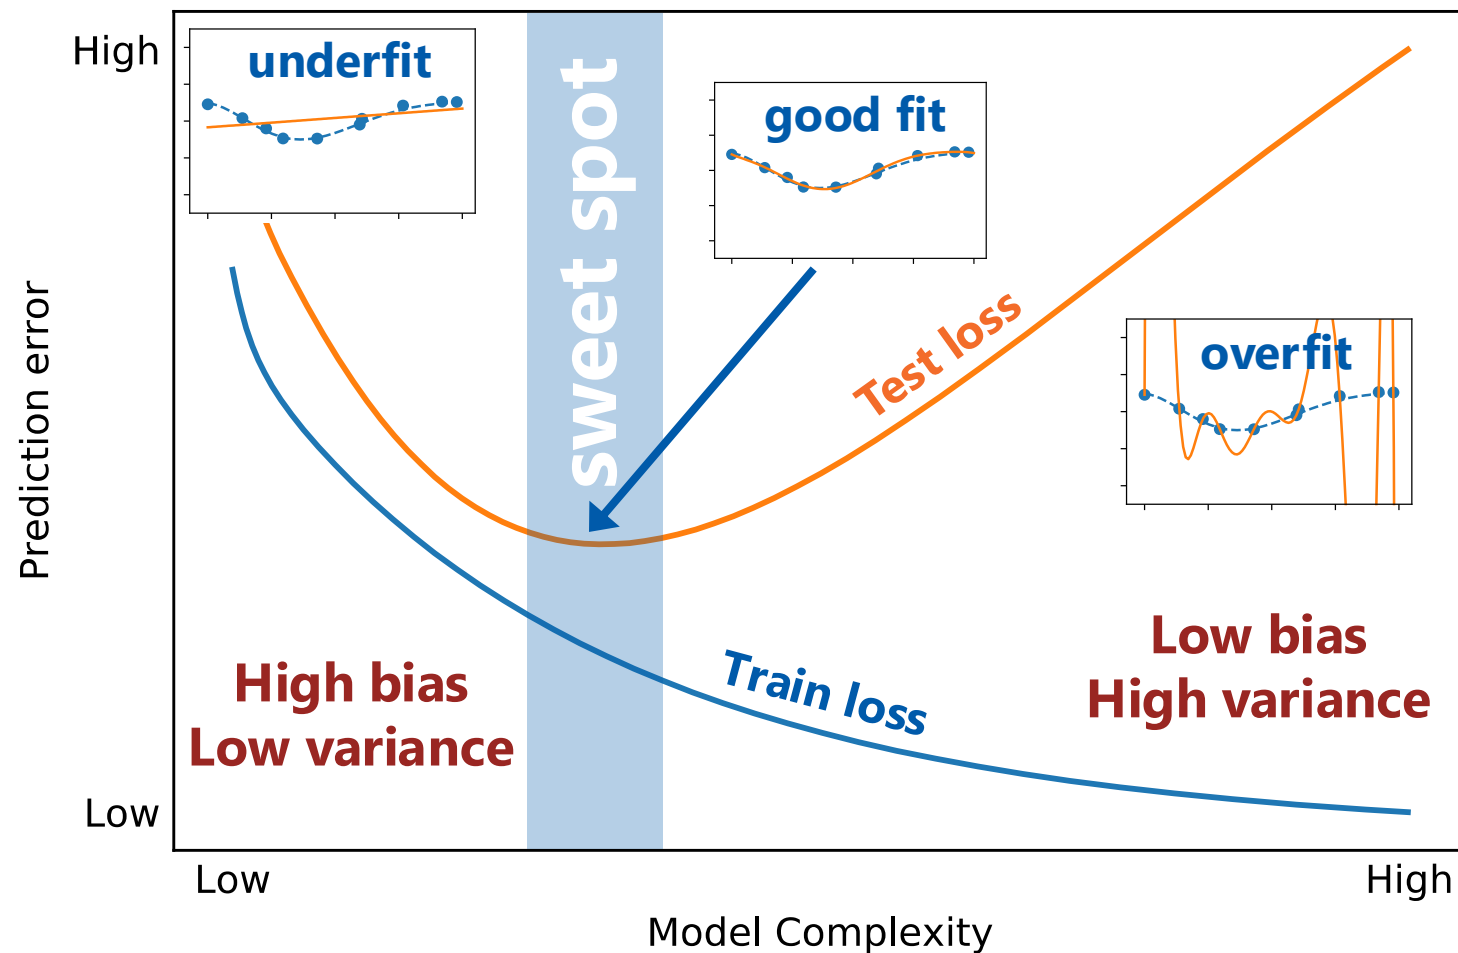 High
underfit
sweet spot
good fit
Test loss
overfit
Prediction error
High bias
Low variance
Train loss
Low bias
High variance
Low
Low
High
Model Complexity